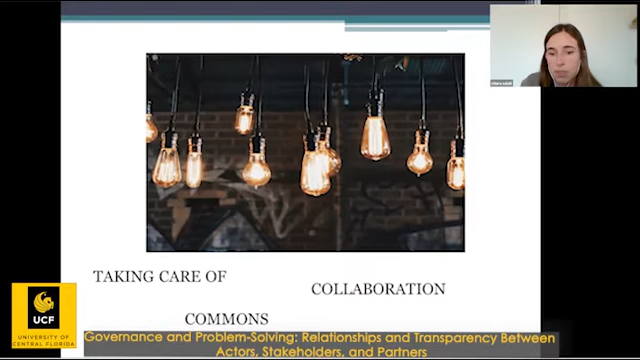 TAKING CARE OF
COLLABORATION
COMMONS
UCF
UNIVERSITY OF
CENTRAL FLORIDA
Governance and Problem-Solving: Relationships and Transparency Between
Actors, Stakeholders, and Partners